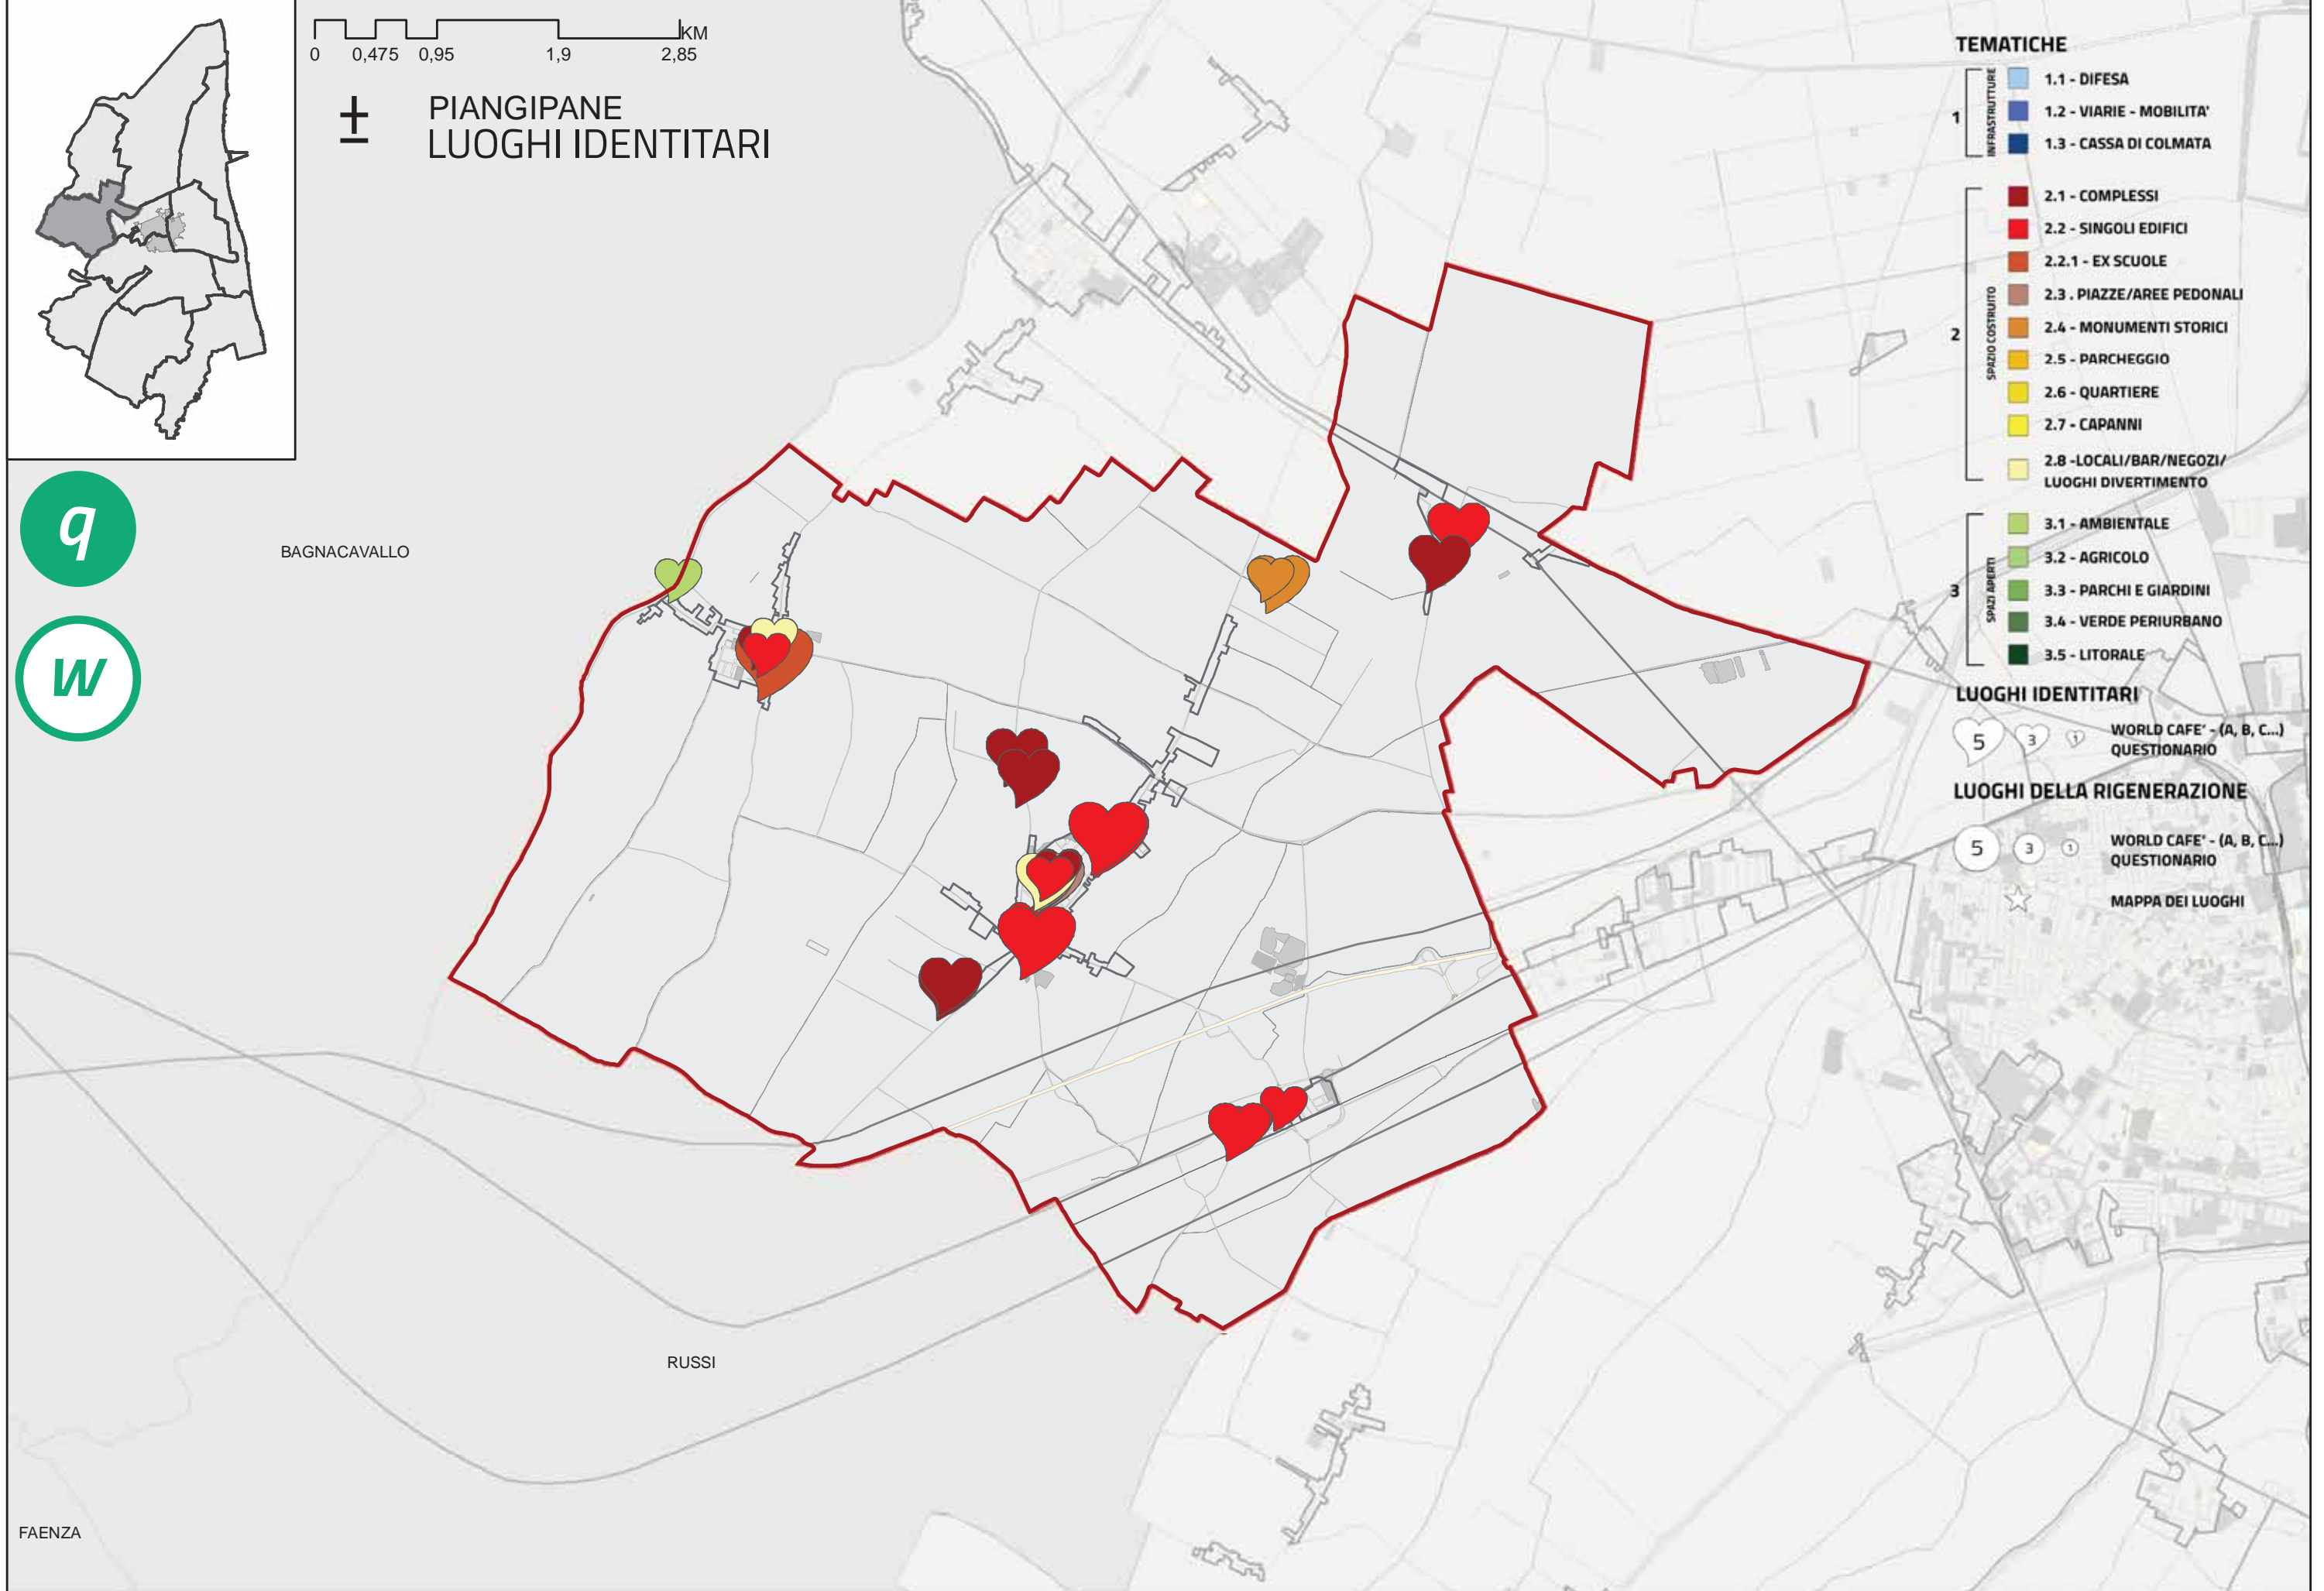 KM
0 0,475 0,95 1,9 2,85
±
PIANGIPANE
LUOGHI IDENTITARI
q
w
BAGNACAVALLO
RUSSI
FAENZA
TEMATICHE
1
INFRASTRUTTURE
1.1 - DIFESA
1.2 - VIARIE - MOBILITA'
1.3 - CASSA DI COLMATA
2
SPAZIO COSTRUITO
2.1 - COMPLESSI
2.2 - SINGOLI EDIFICI
2.2.1 - EX SCUOLE
2.3 . PIAZZE/AREE PEDONALI
2.4 - MONUMENTI STORICI
2.5 - PARCHEGGIO
2.6 - QUARTIERE
2.7 - CAPANNI
2.8 -LOCALI/BAR/NEGOZI/
LUOGHI DIVERTIMENTO
3
SPAZI APERTI
3.1 - AMBIENTALE
3.2 - AGRICOLO
3.3 - PARCHI E GIARDINI
3.4 - VERDE PERIURBANO
3.5 - LITORALE
LUOGHI IDENTITARI
5 3 1
WORLD CAFE' - (A, B, C...)
QUESTIONARIO
LUOGHI DELLA RIGENERAZIONE
5 3 1
WORLD CAFE' - (A, B, C...)
QUESTIONARIO
MAPPA DEI LUOGHI